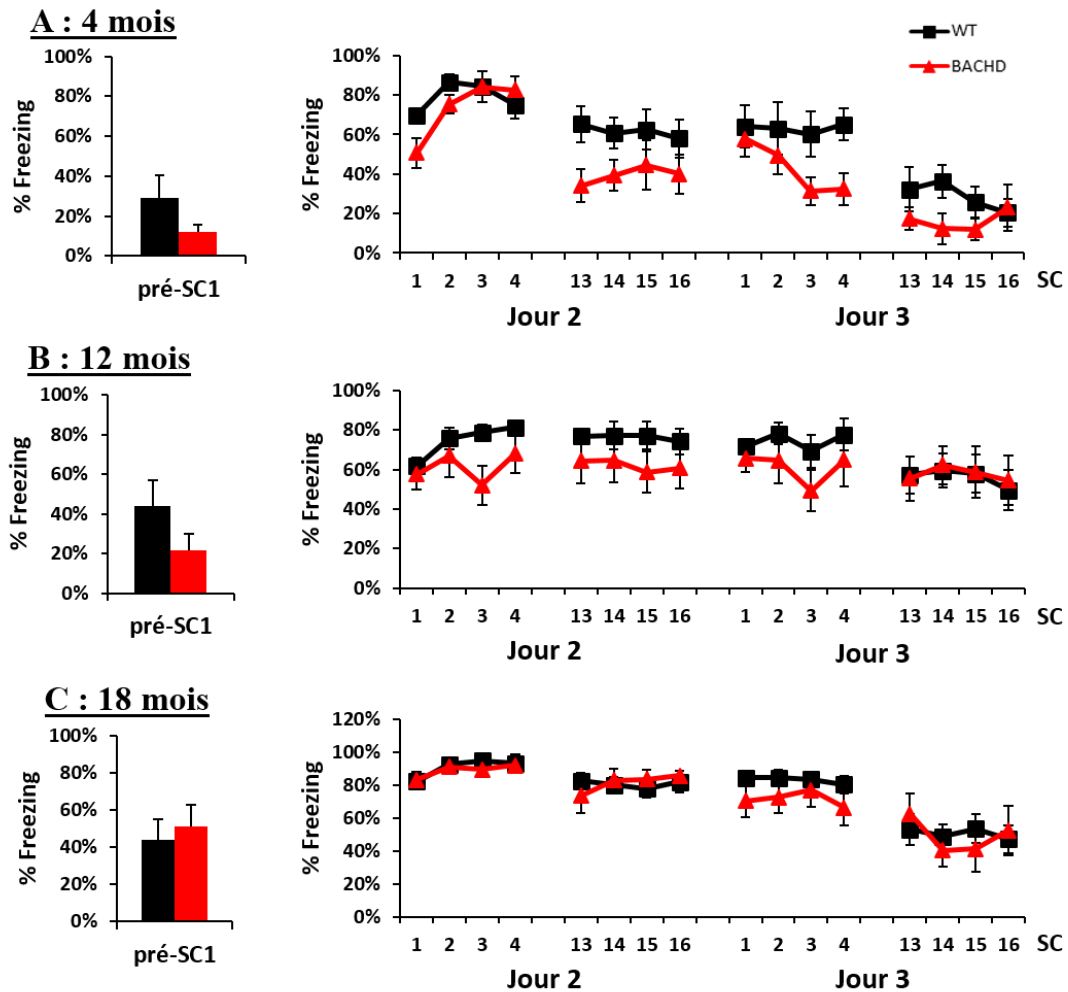 A : 4 mois
WT
BACHD
100%
80%
60%
40%
20%
0%
% Freezing
pré-SC1
100%
80%
60%
40%
20%
0%
% Freezing
1 2 3 4 13 14 15 16 1 2 3 4 13 14 15 16 SC
Jour 2 Jour 3
B : 12 mois
100%
80%
60%
40%
20%
0%
% Freezing
pré-SC1
100%
80%
60%
40%
20%
0%
% Freezing
1 2 3 4 13 14 15 16 1 2 3 4 13 14 15 16 SC
Jour 2 Jour 3
C : 18 mois
100%
80%
60%
40%
20%
0%
% Freezing
pré-SC1
120%
100%
80%
60%
40%
20%
0%
% Freezing
1 2 3 4 13 14 15 16 1 2 3 4 13 14 15 16 SC
Jour 2 Jour 3